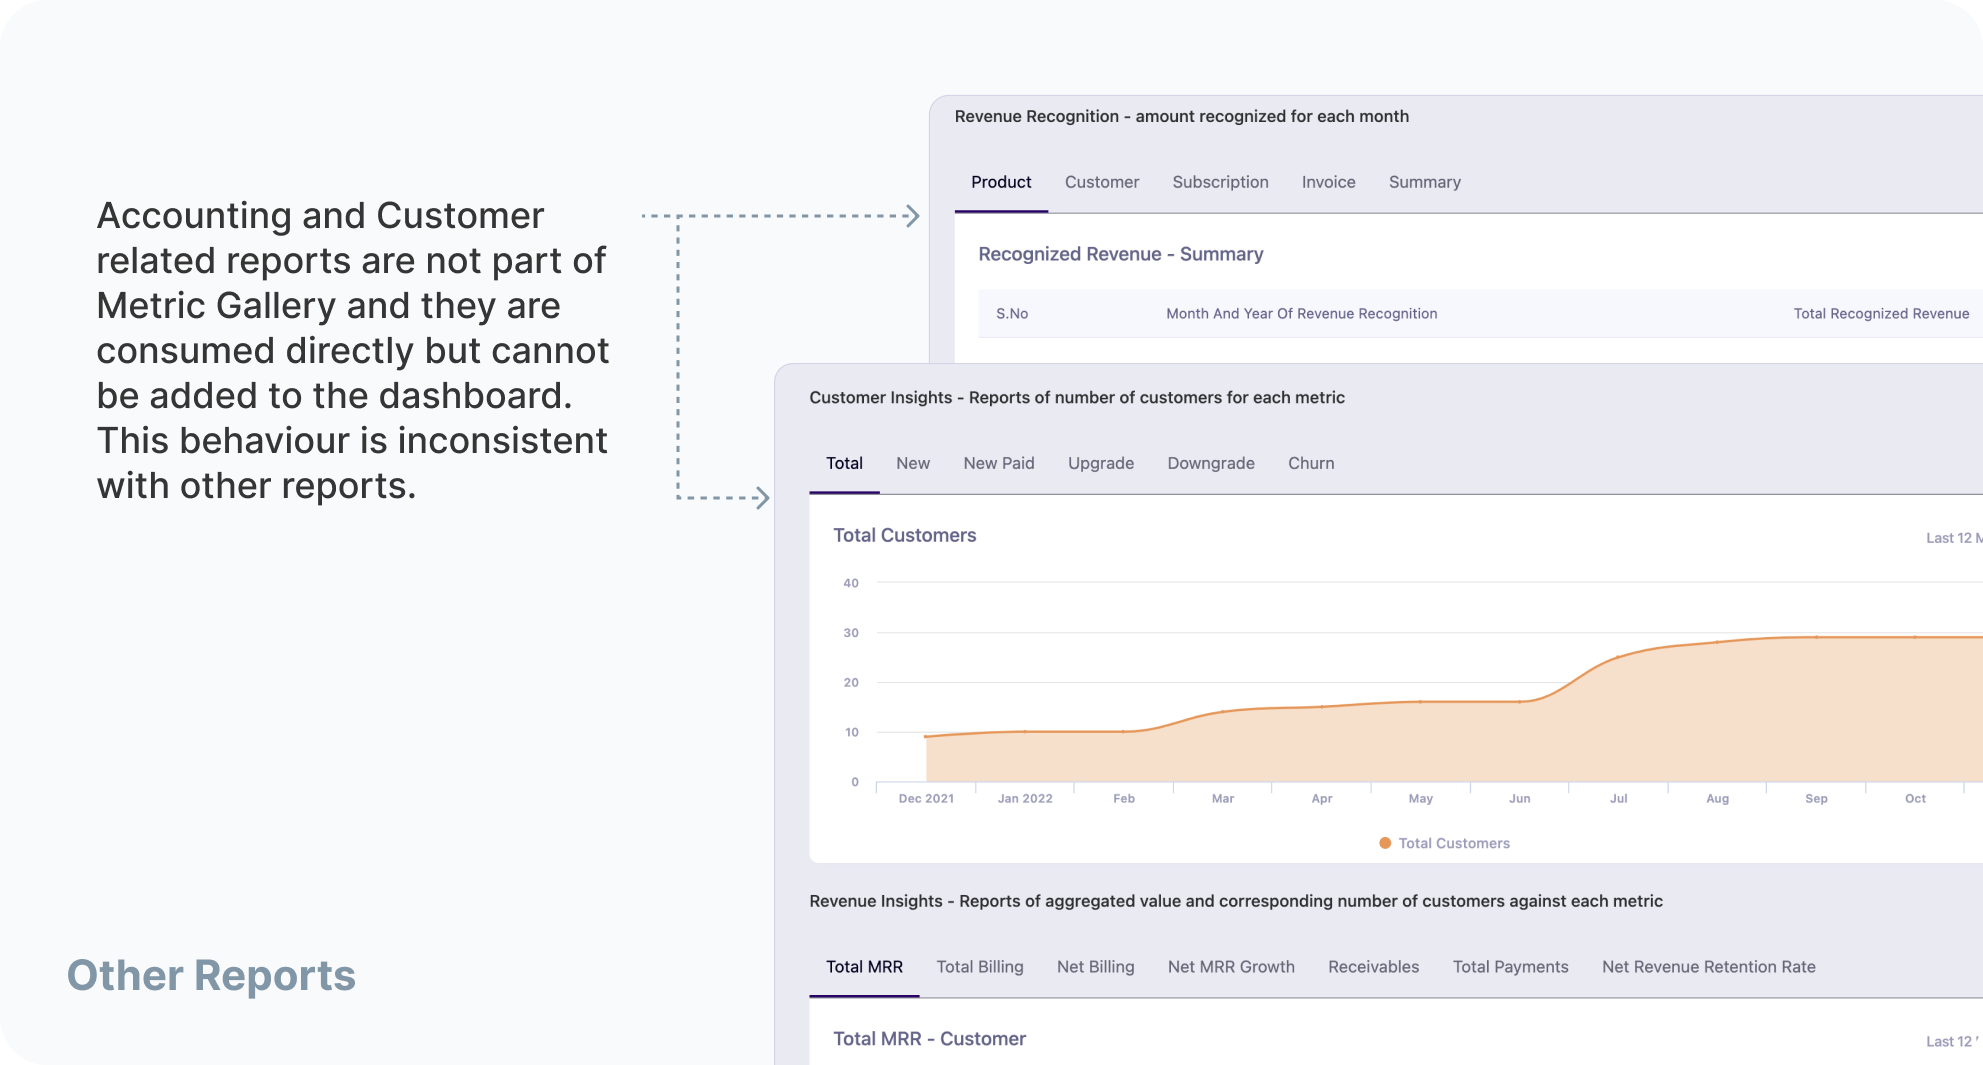 Accounting and Customer
related reports are not part of
Metric Gallery and they are
consumed directly but cannot
be added to the dashboard.
This behaviour is inconsistent
with other reports.
Other Reports
Revenue Recognition - amount recognized for each month
Product Customer Subscription Invoice Summary
Recognized Revenue - Summary
S.No Month And Year Of Revenue Recognition Total Recognized Revenue
Customer Insights - Reports of number of customers for each metric
Total New New Paid Upgrade Downgrade Churn
Total Customers Last 12 M
40
30
20
10
0
Dec 2021 Jan 2022 Feb Mar Apr May Jun Jul Aug Sep Oct
Total Customers
Revenue Insights - Reports of aggregated value and corresponding number of customers against each metric
Total MRR Total Billing Net Billing Net MRR Growth Receivables Total Payments Net Revenue Retention Rate
Total MRR - Customer Last 12